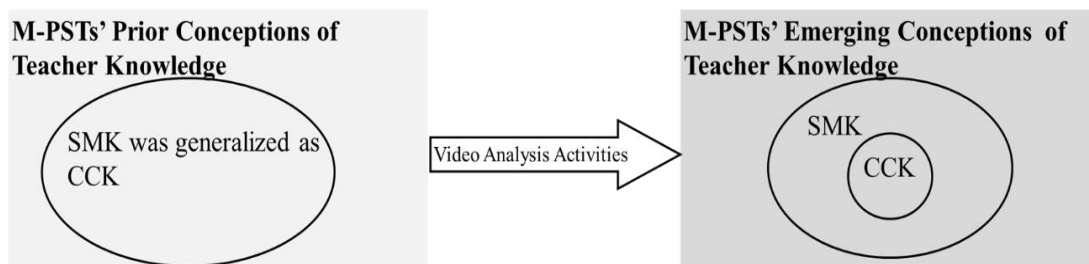 M-PSTs’ Prior Conceptions of
Teacher Knowledge
SMK was generalized as
CCK
Video Analysis Activities
M-PSTs’ Emerging Conceptions of
Teacher Knowledge
SMK
CCK